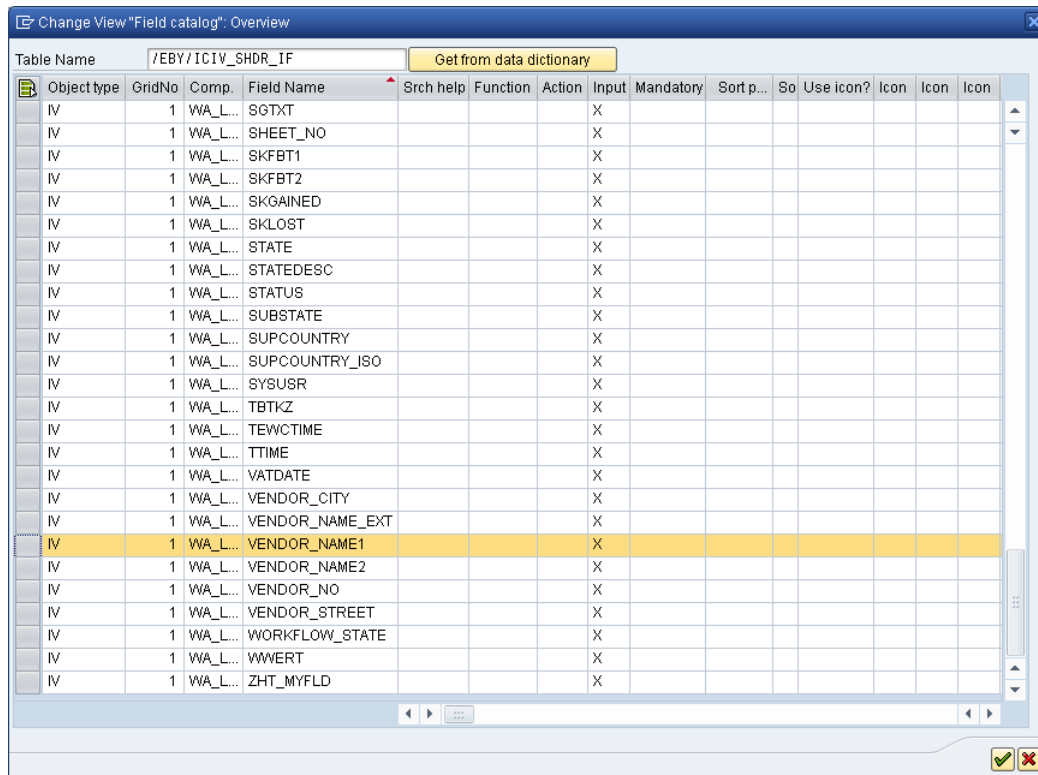 Change View "Field catalog": Overview
Table Name /EBY/ICIV_SHDR_IF Get from data dictionary
Object type GridNo Comp. Field Name Srch help Function Action Input Mandatory Sort p... So Use icon? Icon Icon Icon
IV 1 WA_L... SGTXT X
IV 1 WA_L... SHEET_NO X
IV 1 WA_L... SKFBT1 X
IV 1 WA_L... SKFBT2 X
IV 1 WA_L... SKGAINED X
IV 1 WA_L... SKLOST X
IV 1 WA_L... STATE X
IV 1 WA_L... STATEDESC X
IV 1 WA_L... STATUS X
IV 1 WA_L... SUBSTATE X
IV 1 WA_L... SUPCOUNTRY X
IV 1 WA_L... SUPCOUNTRY_ISO X
IV 1 WA_L... SYSUSR X
IV 1 WA_L... TBTKZ X
IV 1 WA_L... TEWCTIME X
IV 1 WA_L... TTIME X
IV 1 WA_L... VATDATE X
IV 1 WA_L... VENDOR_CITY X
IV 1 WA_L... VENDOR_NAME_EXT X
IV 1 WA_L... VENDOR_NAME1 X
IV 1 WA_L... VENDOR_NAME2 X
IV 1 WA_L... VENDOR_NO X
IV 1 WA_L... VENDOR_STREET X
IV 1 WA_L... WORKFLOW_STATE X
IV 1 WA_L... WWERT X
IV 1 WA_L... ZHT_MYFLD X